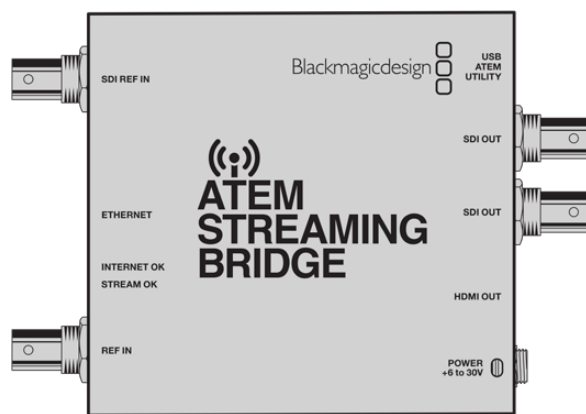 SDI REF IN
ETHERNET
INTERNET OK
STREAM OK
REF IN
Blackmagicdesign
ATEM
STREAMING
BRIDGE
USB
ATEM
UTILITY
SDI OUT
SDI OUT
HDMI OUT
POWER
+6 to 30V